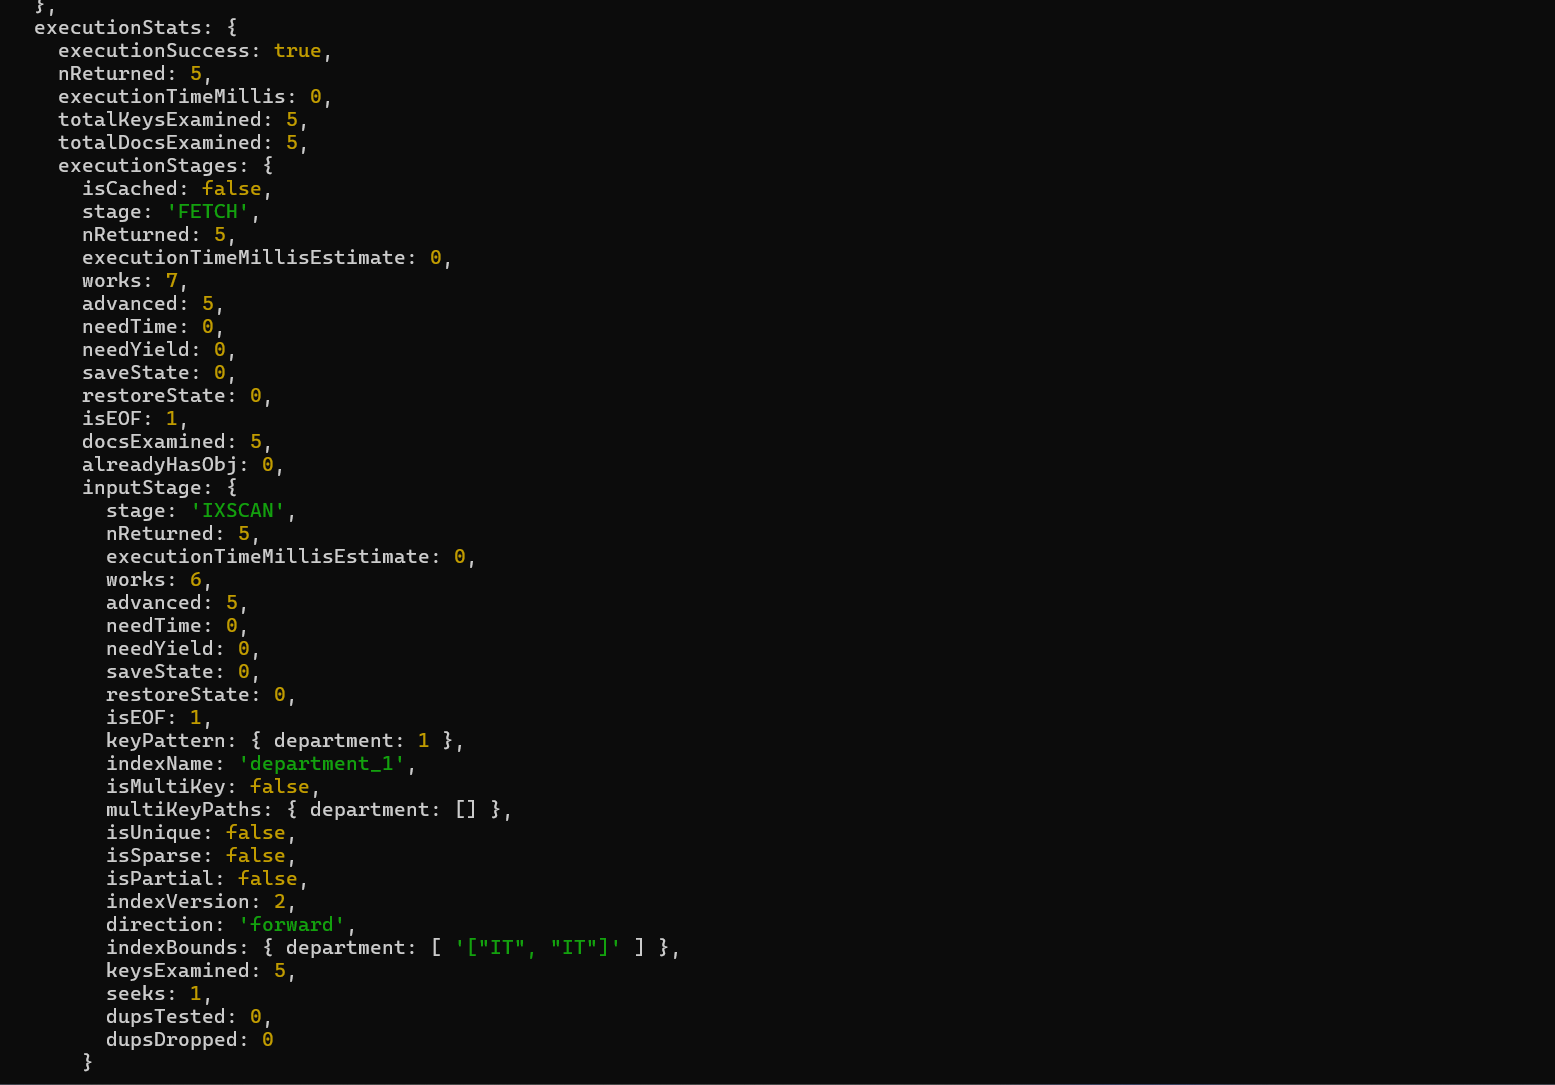 },
executionStats: {
executionSuccess: true,
nReturned: 5,
executionTimeMillis: 0,
totalKeysExamined: 5,
totalDocsExamined: 5,
executionStages: {
isCached: false,
stage: 'FETCH',
nReturned: 5,
executionTimeMillisEstimate: 0,
works: 7,
advanced: 5,
needTime: 0,
needYield: 0,
saveState: 0,
restoreState: 0,
isEOF: 1,
docsExamined: 5,
alreadyHasObj: 0,
inputStage: {
stage: 'IXSCAN',
nReturned: 5,
executionTimeMillisEstimate: 0,
works: 6,
advanced: 5,
needTime: 0,
needYield: 0,
saveState: 0,
restoreState: 0,
isEOF: 1,
keyPattern: { department: 1 },
indexName: 'department_1',
isMultiKey: false,
multiKeyPaths: { department: [] },
isUnique: false,
isSparse: false,
isPartial: false,
indexVersion: 2,
direction: 'forward',
indexBounds: { department: [ '["IT", "IT"]' ] },
keysExamined: 5,
seeks: 1,
dupsTested: 0,
dupsDropped: 0
}